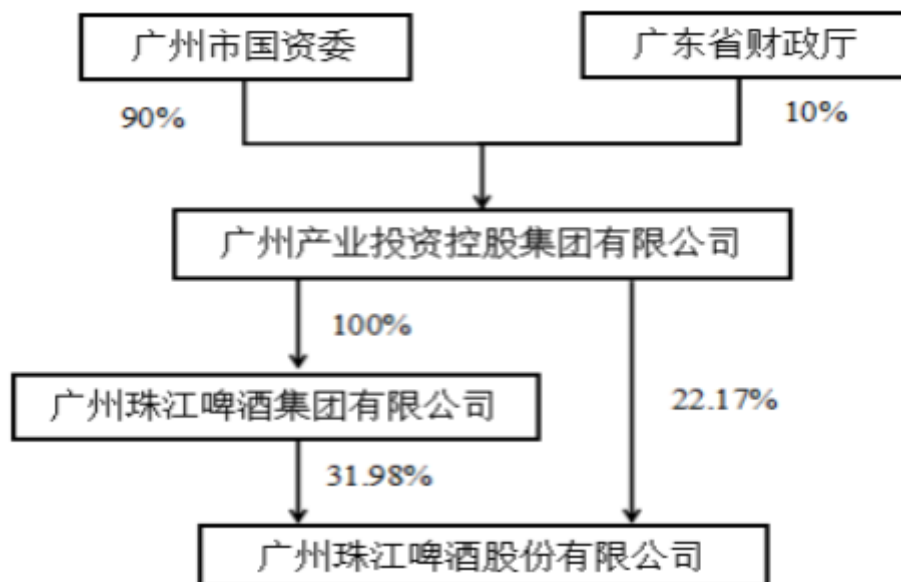 广州市国资委
广东省财政厅
90%
10%
广州产业投资控股集团有限公司
100%
广州珠江啤酒集团有限公司
22.17%
31.98%
广州珠江啤酒股份有限公司